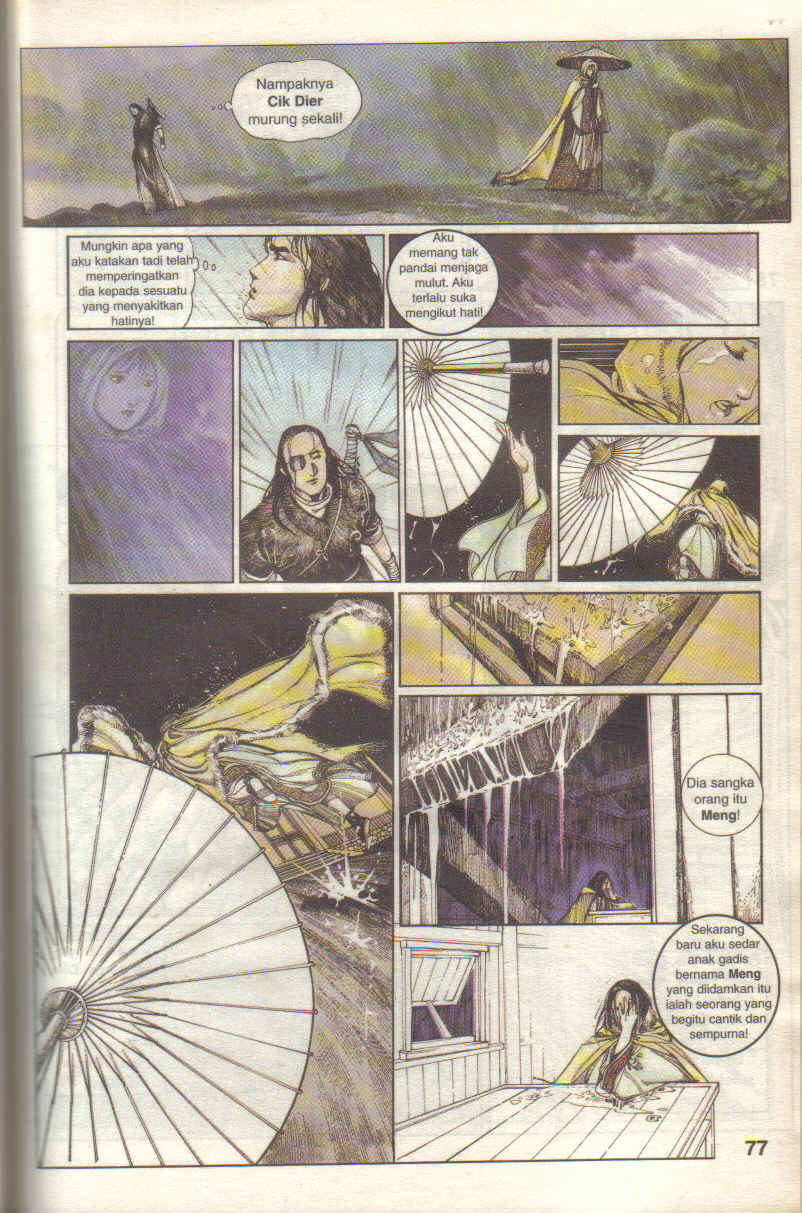 Nampaknya
Cik Dier
murung sekali!
Mungkin apa yang
aku katakan tadi telah
memperingatkan
dia kepada sesuatu
yang menyakitkan
hatinya!
Aku
memang tak
pandai menjaga
mulut. Aku
terlalu suka
mengikut hati!
Dia sangka
orang itu
Meng!
Sekarang
baru aku sedar
anak gadis
bernama Meng
yang diidamkan itu
ialah seorang yang
begitu cantik dan
sempurna!
77